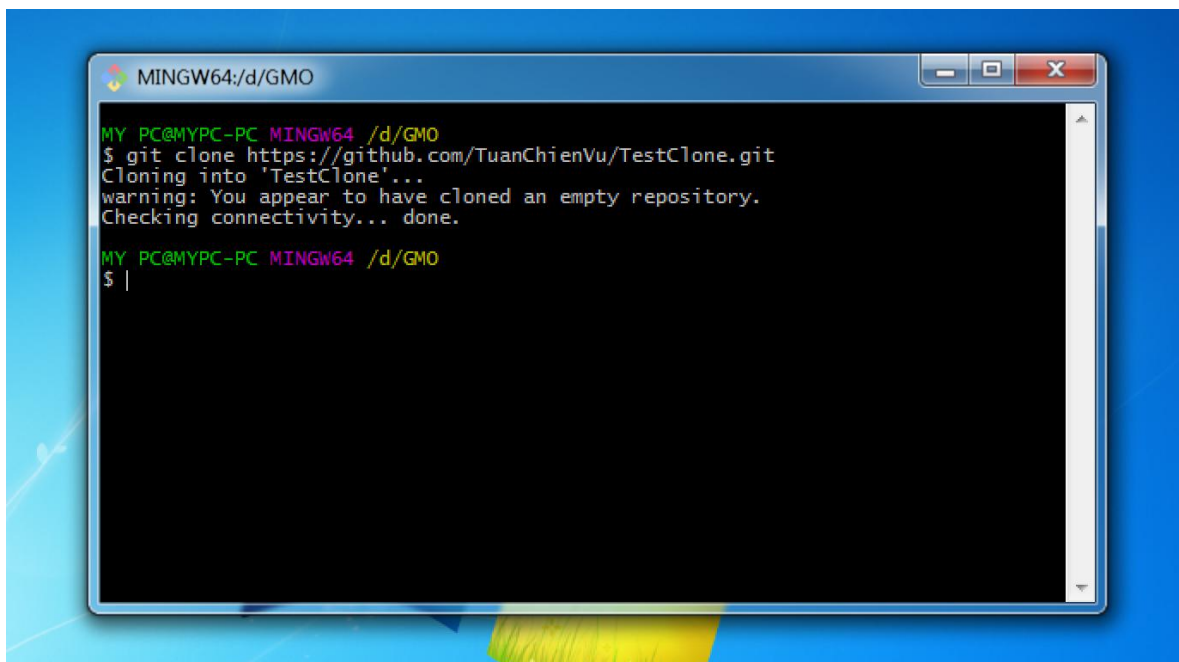 MINGW64:/d/GMO
MY PC@MYPC-PC MINGW64 /d/GMO
$ git clone https://github.com/TuanChienVu/TestClone.git
Cloning into 'TestClone'...
warning: You appear to have cloned an empty repository.
Checking connectivity... done.
MY PC@MYPC-PC MINGW64 /d/GMO
$